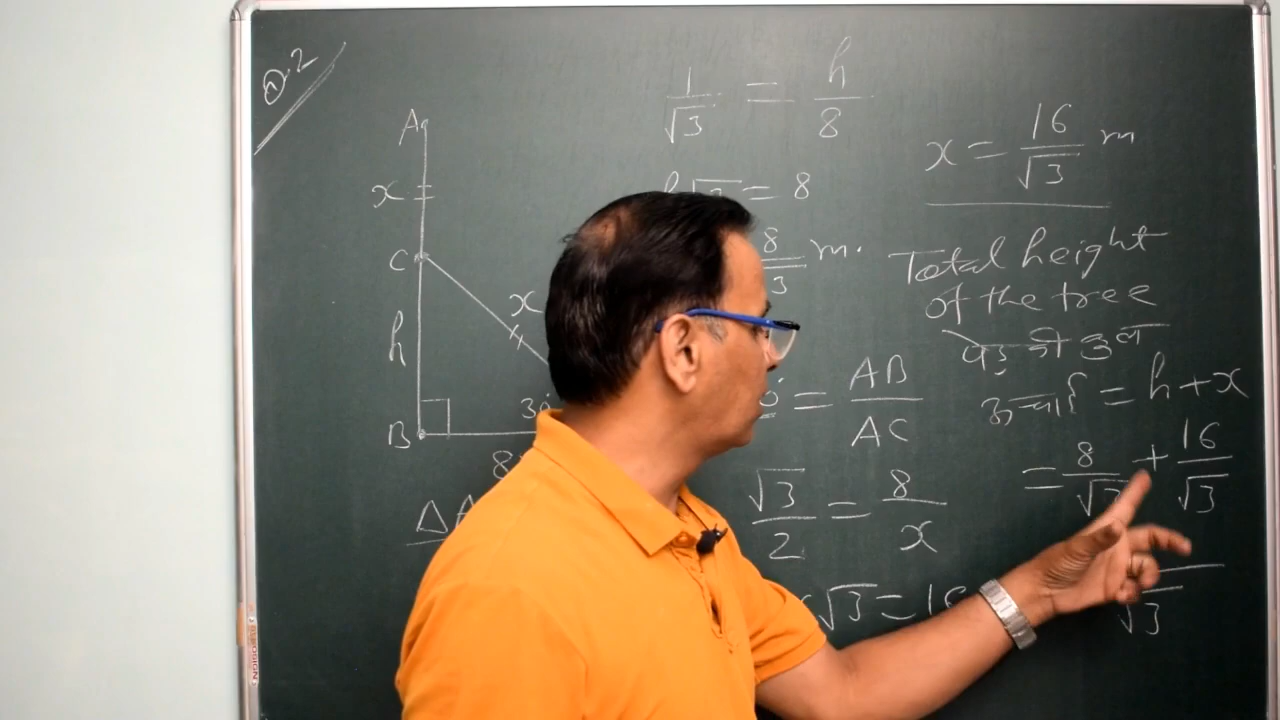 Q.2
A
x
C
x
h
30
B
8
Δ A
1/√3 = h/8
= 8
8/3 m.
= AB/AC
√3/2 = 8/x
√3 = 16
x = 16/√3 m
Total height
of the tree
की कुल
ऊन्चाई = h + x
= 8/√3 + 16/√3
√3